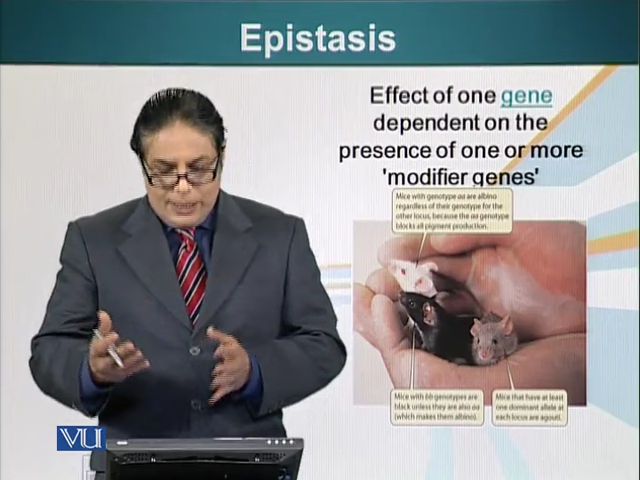 Epistasis
Effect of one gene
dependent on the
presence of one or more
'modifier genes'
Mice with genotype aa are albino
regardless of their genotype for the
other locus, because the aa genotype
blocks all pigment production.
Mice with bb genotypes are
black unless they are also aa
(which makes them albino).
Mice that have at least
one dominant allele at
each locus are agouti.
VU